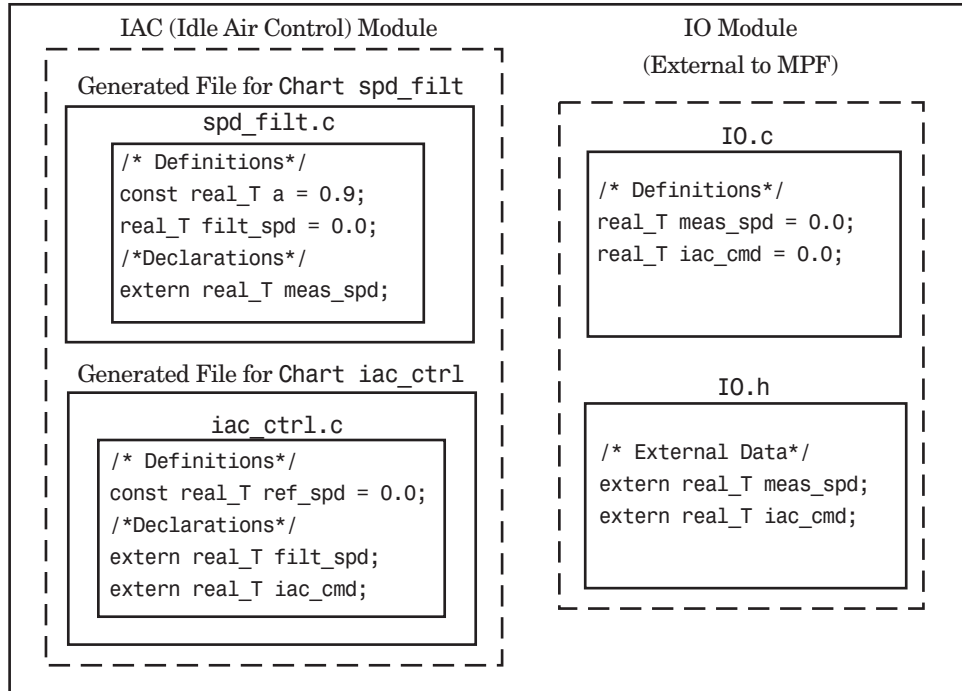 IAC (Idle Air Control) Module
Generated File for Chart spd_filt
spd_filt.c
/* Definitions*/
const real_T a = 0.9;
real_T filt_spd = 0.0;
/*Declarations*/
extern real_T meas_spd;
Generated File for Chart iac_ctrl
iac_ctrl.c
/* Definitions*/
const real_T ref_spd = 0.0;
/*Declarations*/
extern real_T filt_spd;
extern real_T iac_cmd;
IO Module
(External to MPF)
IO.c
/* Definitions*/
real_T meas_spd = 0.0;
real_T iac_cmd = 0.0;
IO.h
/* External Data*/
extern real_T meas_spd;
extern real_T iac_cmd;